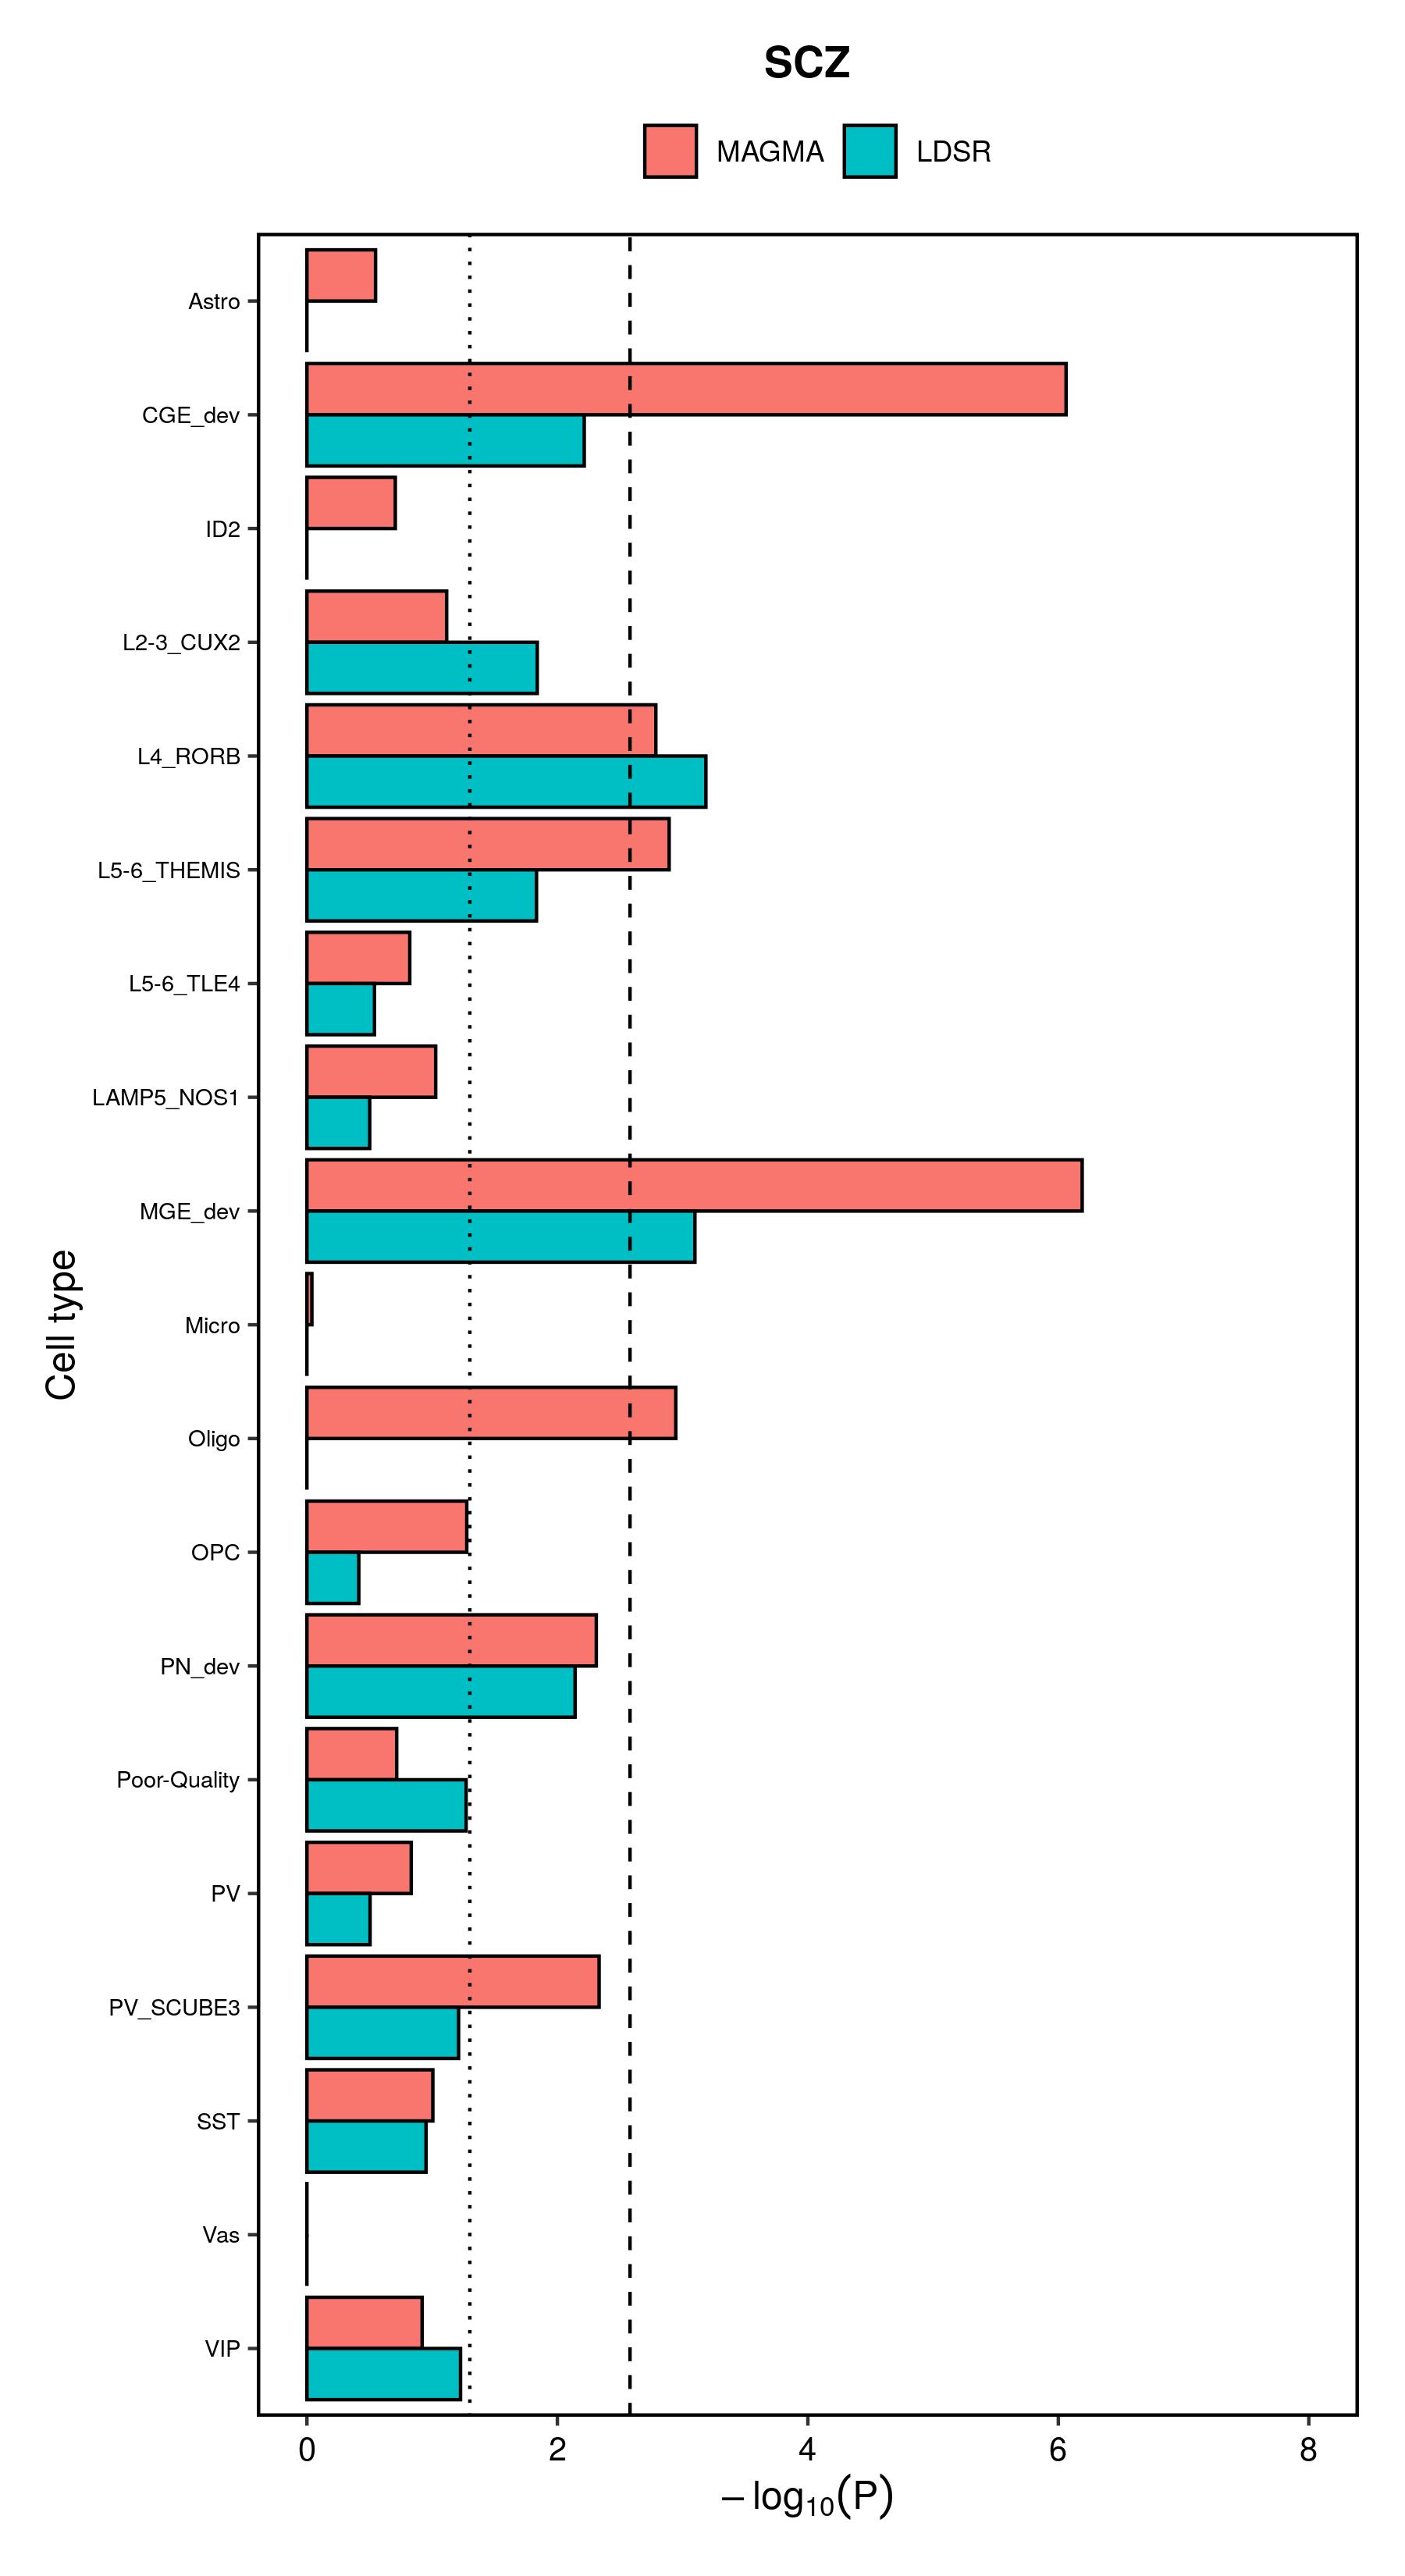 SCZ
MAGMA LDSR
Astro
CGE_dev
ID2
L2-3_CUX2
L4_RORB
L5-6_THEMIS
L5-6_TLE4
LAMP5_NOS1
MGE_dev
Micro
Oligo
OPC
PN_dev
Poor-Quality
PV
PV_SCUBE3
SST
Vas
VIP
Cell type
0 2 4 6 8
− log₁₀(P)